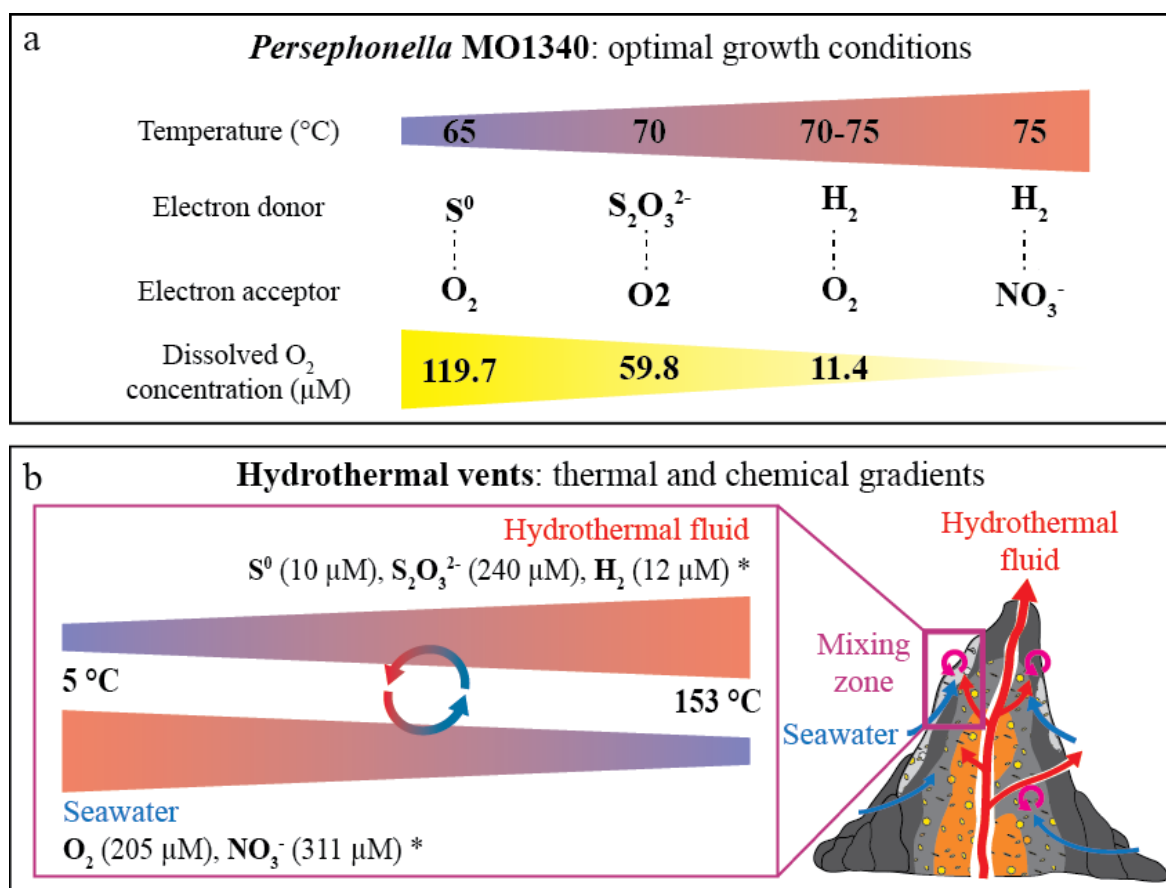 a
Persephonella MO1340: optimal growth conditions
Temperature (°C) 65 70 70-75 75
Electron donor S⁰ S₂O₃²⁻ H₂ H₂
Electron acceptor O₂ O2 O₂ NO₃⁻
Dissolved O₂
concentration (µM)
119.7 59.8 11.4
b
Hydrothermal vents: thermal and chemical gradients
Hydrothermal fluid
S⁰ (10 µM), S₂O₃²⁻ (240 µM), H₂ (12 µM) *
5 °C
153 °C
Seawater
O₂ (205 µM), NO₃⁻ (311 µM) *
Hydrothermal
fluid
Mixing
zone
Seawater